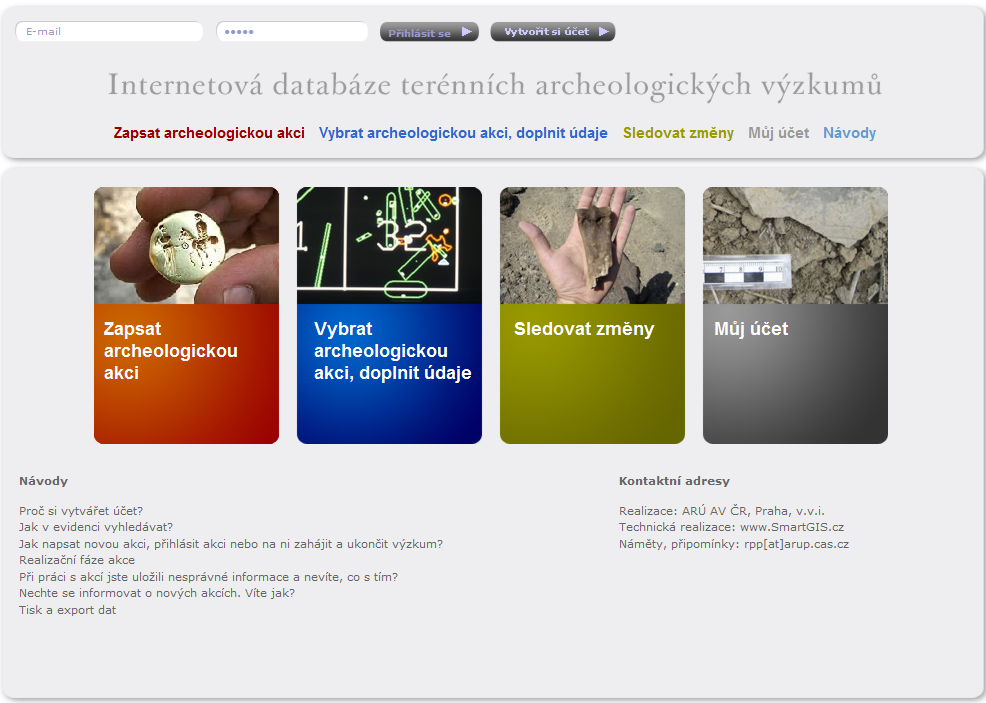 E-mail
•••••
Přihlásit se
Vytvořit si účet
Internetová databáze terénních archeologických výzkumů
Zapsat archeologickou akci Vybrat archeologickou akci, doplnit údaje Sledovat změny Můj účet Návody
1
32
7 8 9 10
Zapsat
archeologickou
akci
Vybrat
archeologickou
akci, doplnit údaje
Sledovat změny
Můj účet
Návody
Proč si vytvářet účet?
Jak v evidenci vyhledávat?
Jak napsat novou akci, přihlásit akci nebo na ni zahájit a ukončit výzkum?
Realizační fáze akce
Při práci s akcí jste uložili nesprávné informace a nevíte, co s tím?
Nechte se informovat o nových akcích. Víte jak?
Tisk a export dat
Kontaktní adresy
Realizace: ARÚ AV ČR, Praha, v.v.i.
Technická realizace: www.SmartGIS.cz
Náměty, připomínky: rpp[at]arup.cas.cz